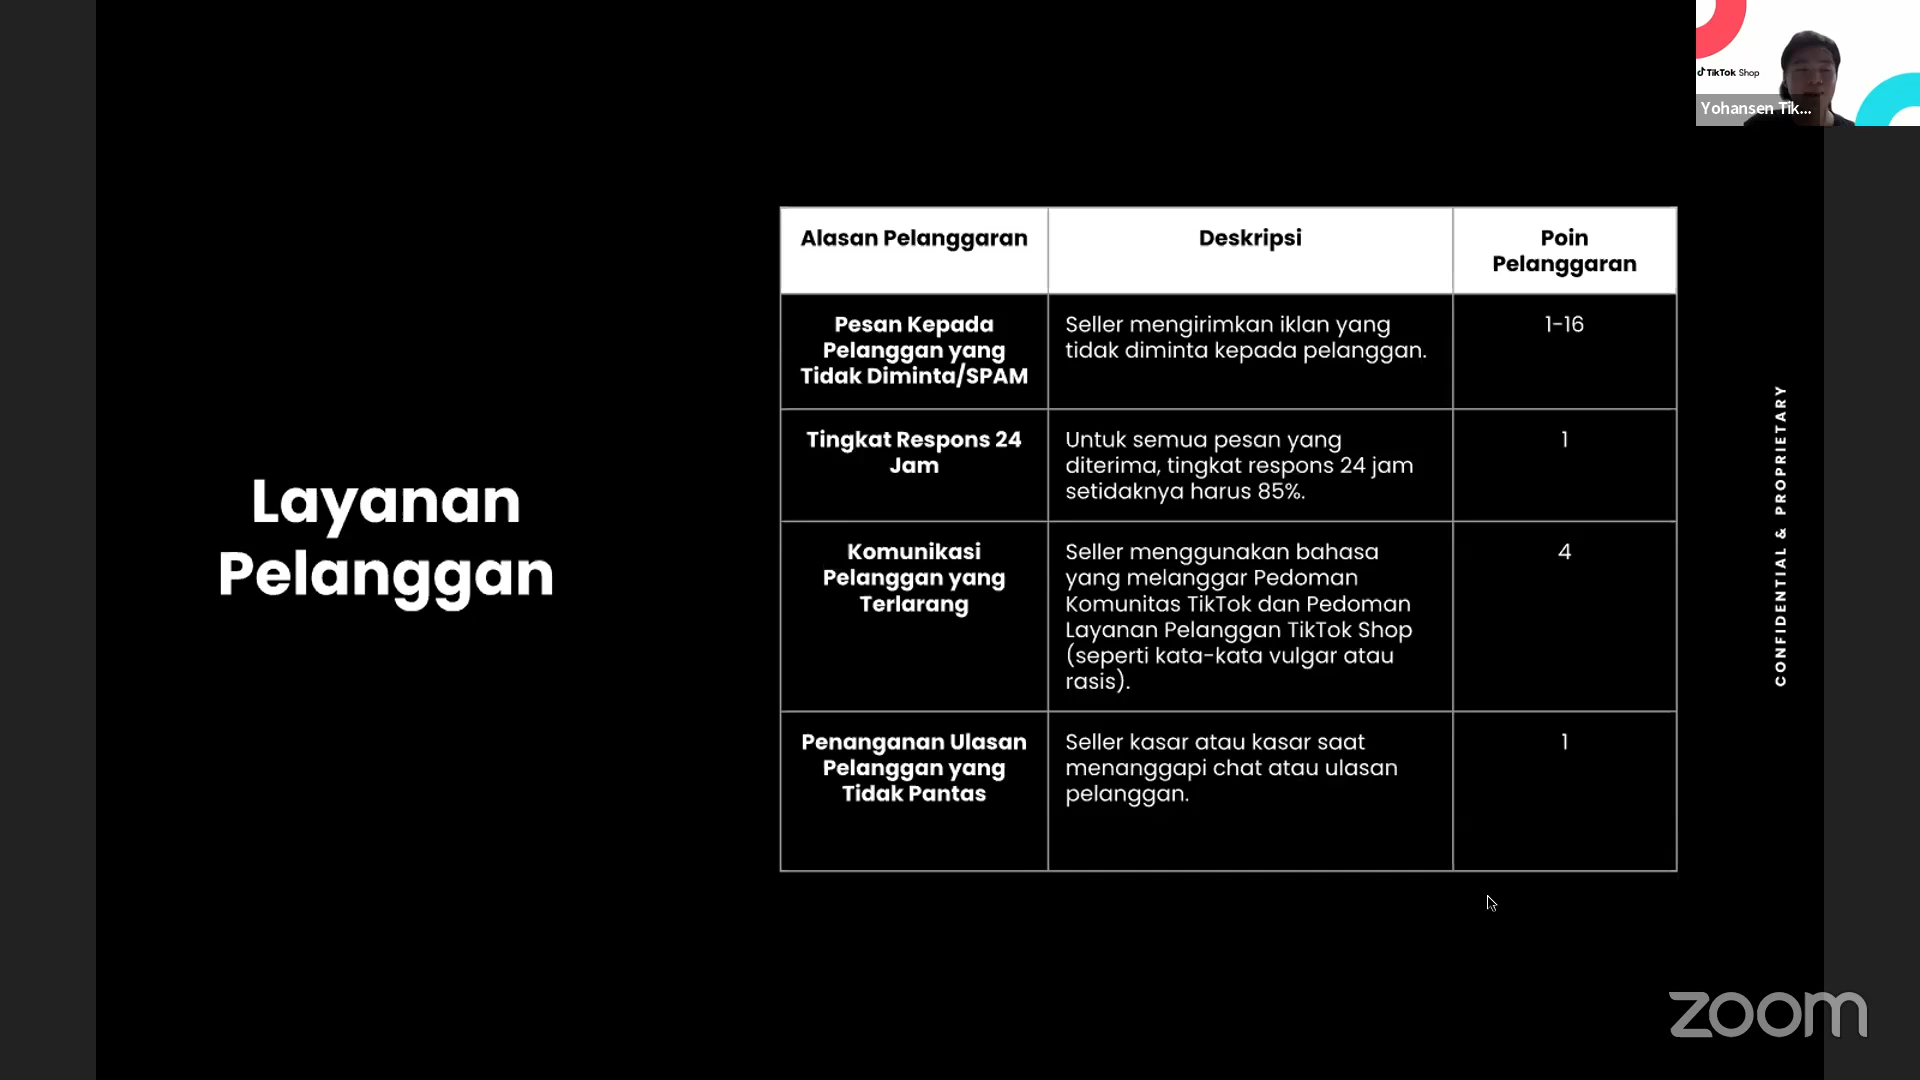 TikTok Shop
Yohansen Tik...
Layanan
Pelanggan
Alasan Pelanggaran
Deskripsi
Poin
Pelanggaran
Pesan Kepada
Pelanggan yang
Tidak Diminta/SPAM
Seller mengirimkan iklan yang
tidak diminta kepada pelanggan.
1-16
Tingkat Respons 24
Jam
Untuk semua pesan yang
diterima, tingkat respons 24 jam
setidaknya harus 85%.
1
Komunikasi
Pelanggan yang
Terlarang
Seller menggunakan bahasa
yang melanggar Pedoman
Komunitas TikTok dan Pedoman
Layanan Pelanggan TikTok Shop
(seperti kata-kata vulgar atau
rasis).
4
Penanganan Ulasan
Pelanggan yang
Tidak Pantas
Seller kasar atau kasar saat
menanggapi chat atau ulasan
pelanggan.
1
CONFIDENTIAL & PROPRIETARY
zoom